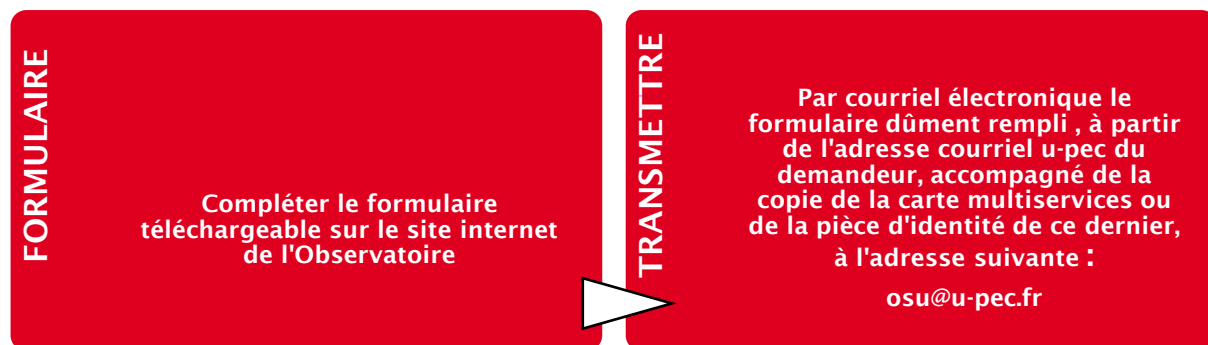 FORMULAIRE
Compléter le formulaire
téléchargeable sur le site internet
de l'Observatoire
TRANSMETTRE
Par courriel électronique le
formulaire dûment rempli , à partir
de l'adresse courriel u-pec du
demandeur, accompagné de la
copie de la carte multiservices ou
de la pièce d'identité de ce dernier,
à l'adresse suivante :
osu@u-pec.fr